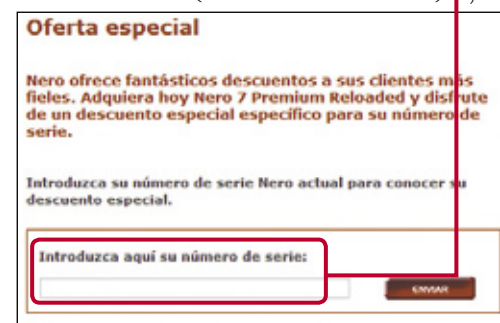 Oferta especial
Nero ofrece fantásticos descuentos a sus clientes más
fieles. Adquiera hoy Nero 7 Premium Reloaded y disfrute
de un descuento especial específico para su número de
serie.
Introduzca su número de serie Nero actual para conocer su
descuento especial.
Introduzca aquí su número de serie:
ENVIAR